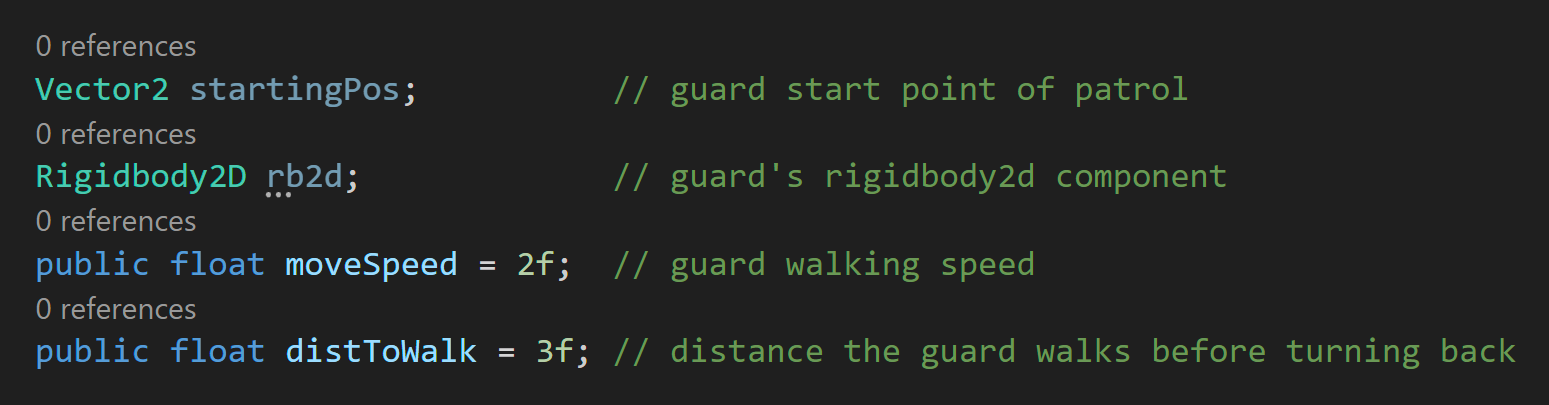 0 references
Vector2 startingPos; // guard start point of patrol
0 references
Rigidbody2D rb2d; // guard's rigidbody2d component
0 references
public float moveSpeed = 2f; // guard walking speed
0 references
public float distToWalk = 3f; // distance the guard walks before turning back